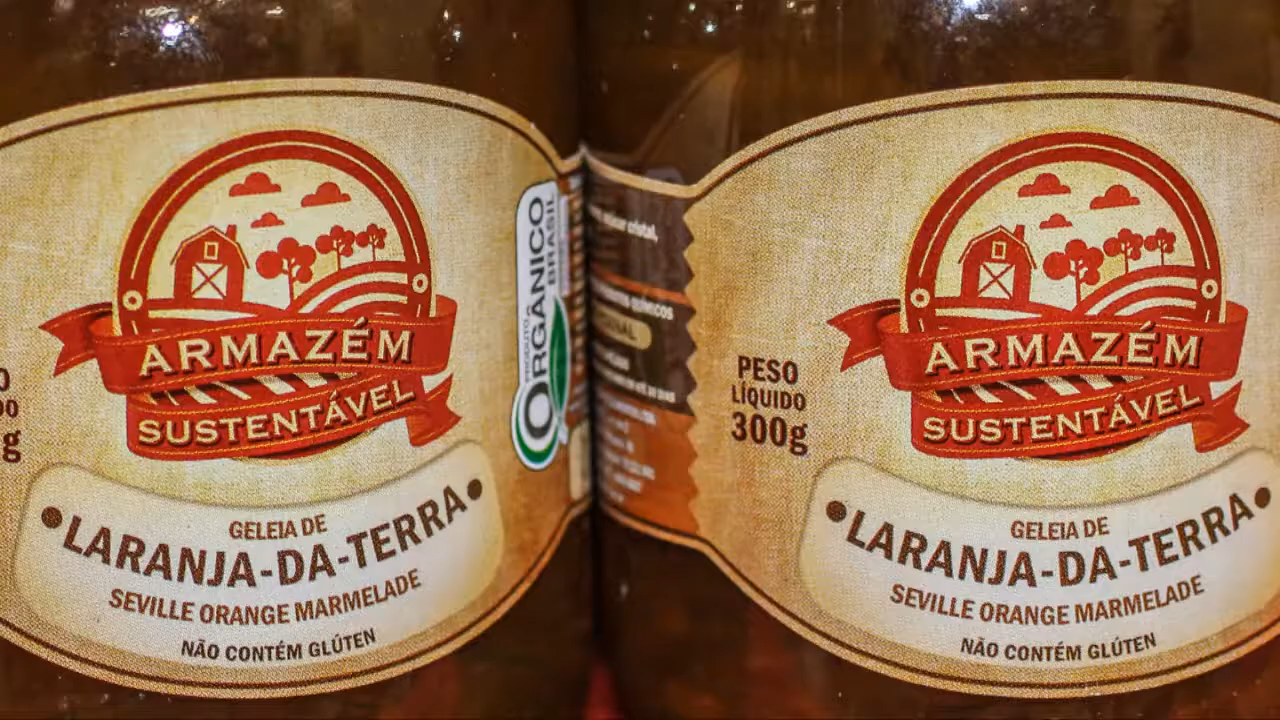 ARMAZÉM
SUSTENTÁVEL
GELEIA DE
LARANJA-DA-TERRA
SEVILLE ORANGE MARMELADE
NÃO CONTÉM GLÚTEN
PRODUTO
ORGÂNICO
BRASIL
cristal,
PESO
LÍQUIDO
300g
ARMAZÉM
SUSTENTÁVEL
GELEIA DE
LARANJA-DA-TERRA
SEVILLE ORANGE MARMELADE
NÃO CONTÉM GLÚTEN